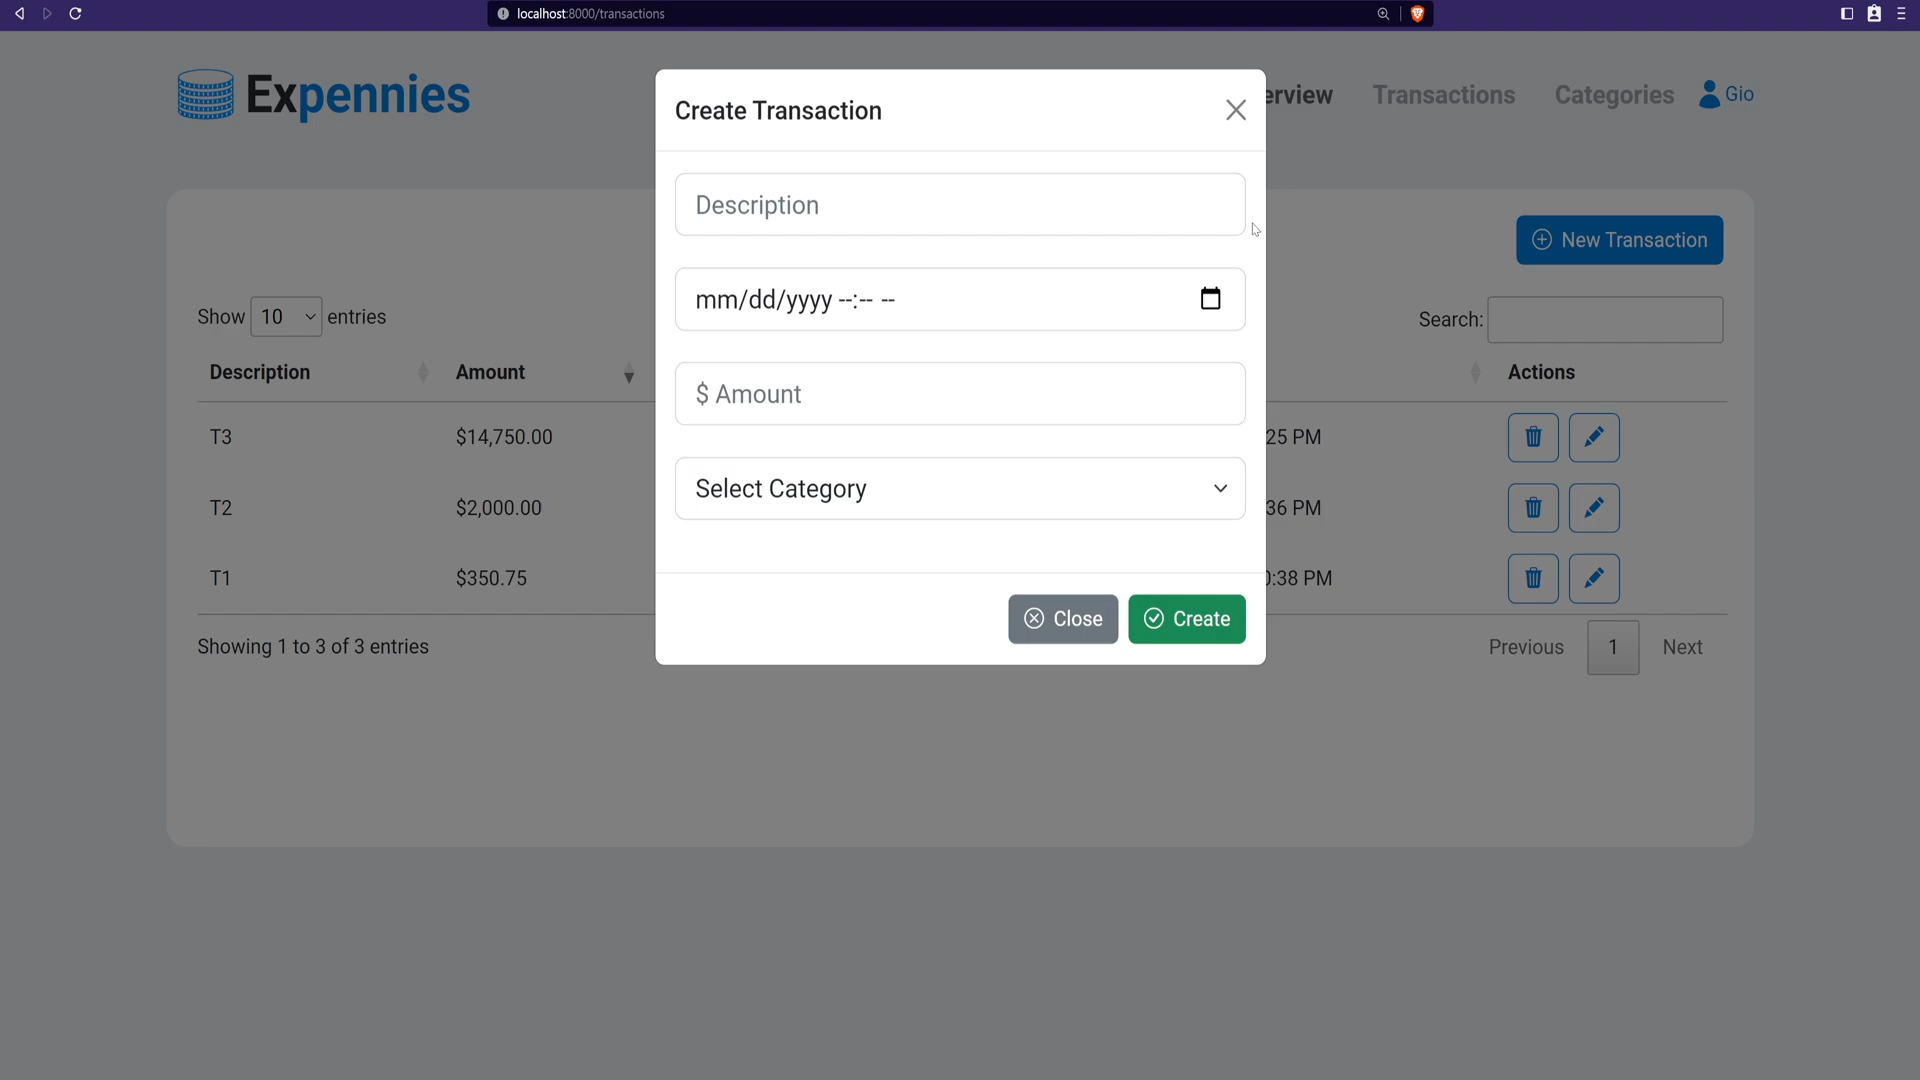 localhost:8000/transactions
Expennies
erview
Transactions
Categories
Gio
Create Transaction
Description
mm/dd/yyyy --:-- --
$ Amount
Select Category
Close
Create
New Transaction
Show 10 entries
Search:
Description
Amount
Actions
T3
$14,750.00
25 PM
T2
$2,000.00
36 PM
T1
$350.75
:38 PM
Showing 1 to 3 of 3 entries
Previous
1
Next